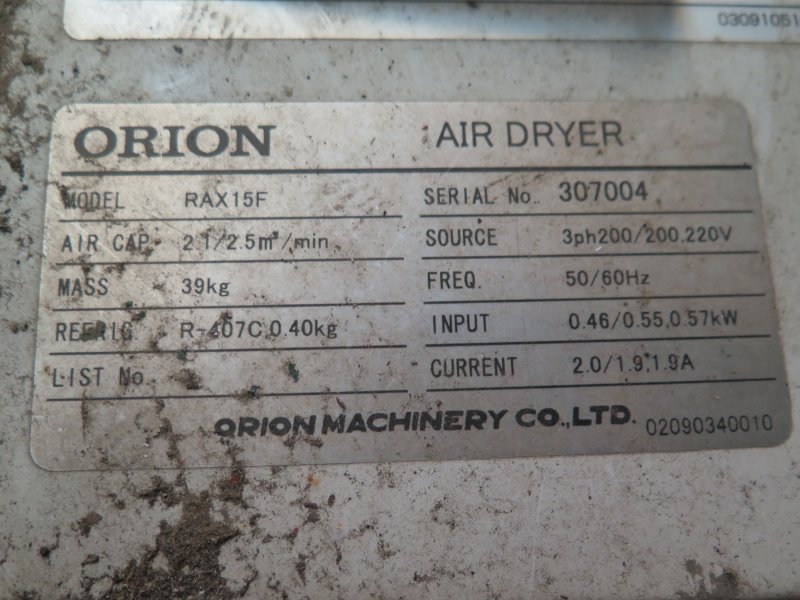 03091051
ORION AIR DRYER
MODEL RAX15F SERIAL No. 307004
AIR CAP. 2.1/2.5m³/min SOURCE 3ph200/200.220V
MASS 39kg FREQ. 50/60Hz
REFRIG R-407C,0.40kg INPUT 0.46/0.55,0.57kW
LIST No. CURRENT 2.0/1.9,1.9A
ORION MACHINERY CO.,LTD. 02090340010